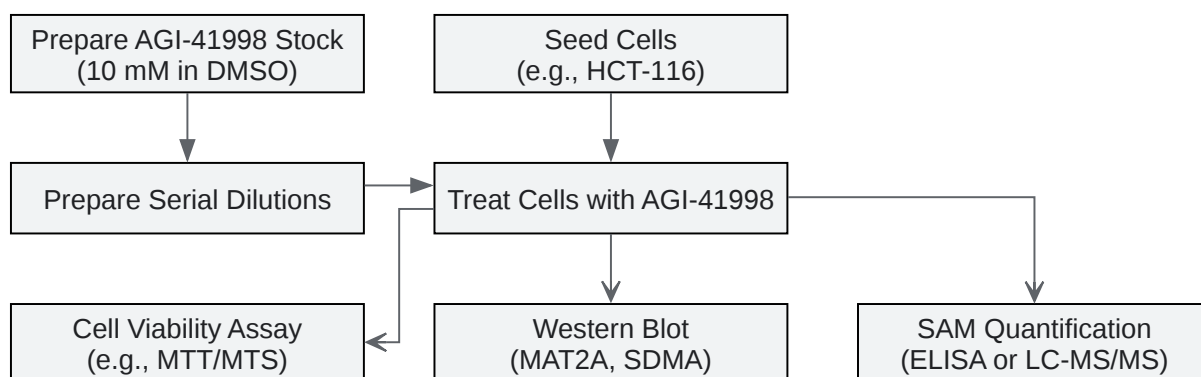 Prepare AGI-41998 Stock
(10 mM in DMSO)
Seed Cells
(e.g., HCT-116)
Prepare Serial Dilutions
Treat Cells with AGI-41998
Cell Viability Assay
(e.g., MTT/MTS)
Western Blot
(MAT2A, SDMA)
SAM Quantification
(ELISA or LC-MS/MS)